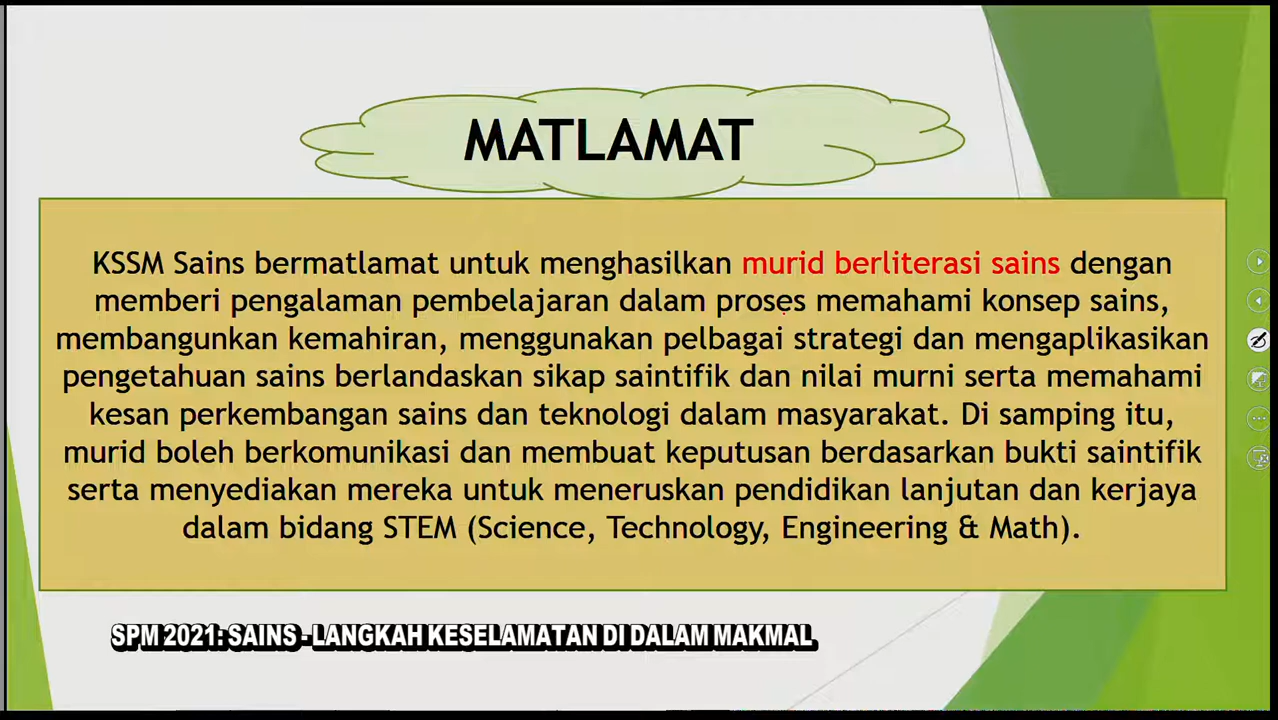 MATLAMAT
KSSM Sains bermatlamat untuk menghasilkan murid berliterasi sains dengan
memberi pengalaman pembelajaran dalam proses memahami konsep sains,
membangunkan kemahiran, menggunakan pelbagai strategi dan mengaplikasikan
pengetahuan sains berlandaskan sikap saintifik dan nilai murni serta memahami
kesan perkembangan sains dan teknologi dalam masyarakat. Di samping itu,
murid boleh berkomunikasi dan membuat keputusan berdasarkan bukti saintifik
serta menyediakan mereka untuk meneruskan pendidikan lanjutan dan kerjaya
dalam bidang STEM (Science, Technology, Engineering & Math).
SPM 2021: SAINS - LANGKAH KESELAMATAN DI DALAM MAKMAL